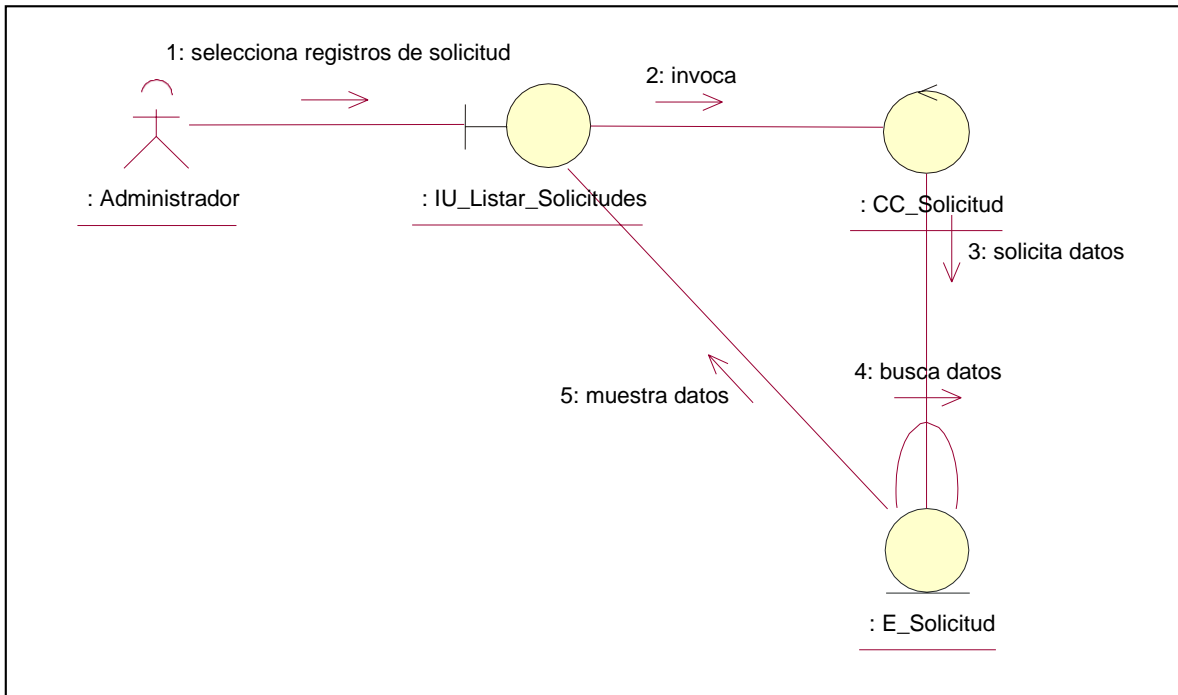 1: selecciona registros de solicitud
2: invoca
: Administrador
: IU_Listar_Solicitudes
: CC_Solicitud
3: solicita datos
4: busca datos
5: muestra datos
: E_Solicitud